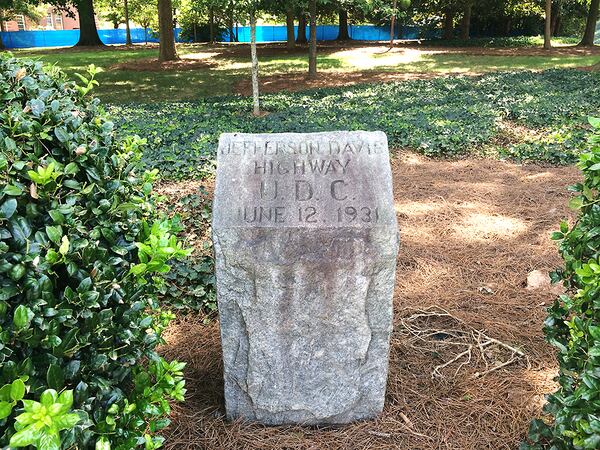 JEFFERSON DAVIS
HIGHWAY
U. D. C.
JUNE 12, 1931